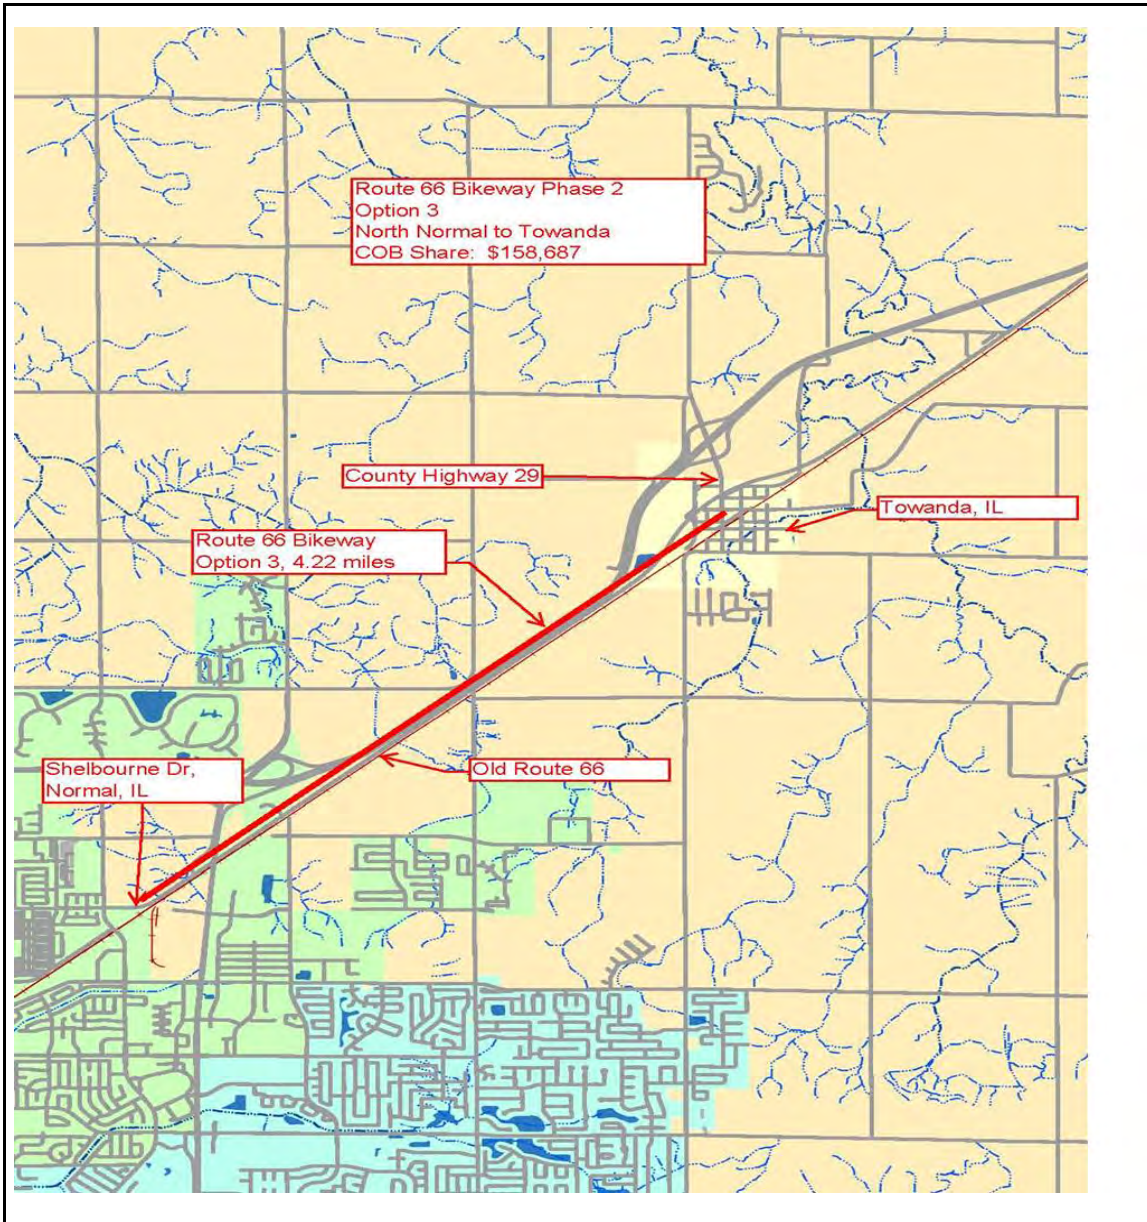 Route 66 Bikeway Phase 2
Option 3
North Normal to Towanda
COB Share:  $158,687
County Highway 29
Towanda, IL
Route 66 Bikeway
Option 3, 4.22 miles
Shelbourne Dr,
Normal, IL
Old Route 66